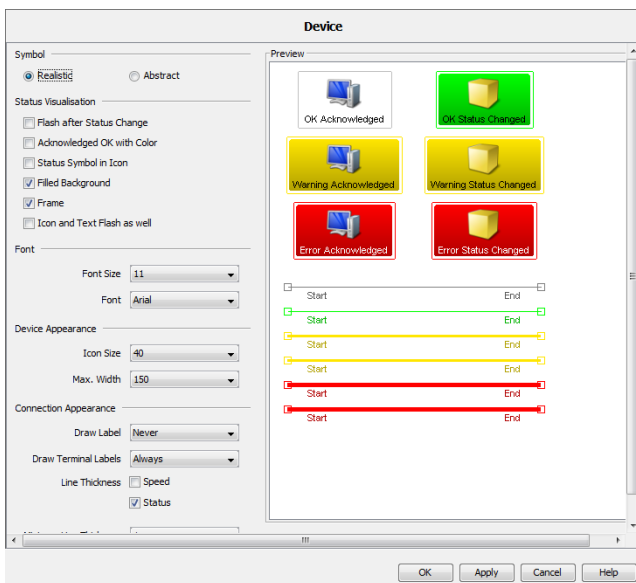 Device
Symbol
Realistic
Abstract
Status Visualisation
Flash after Status Change
Acknowledged OK with Color
Status Symbol in Icon
Filled Background
Frame
Icon and Text Flash as well
Font
Font Size 11
Font Arial
Device Appearance
Icon Size 40
Max. Width 150
Connection Appearance
Draw Label Never
Draw Terminal Labels Always
Line Thickness Speed
Status
Preview
OK Acknowledged
OK Status Changed
Warning Acknowledged
Warning Status Changed
Error Acknowledged
Error Status Changed
Start End
Start End
Start End
Start End
Start End
Start End
OK
Apply
Cancel
Help